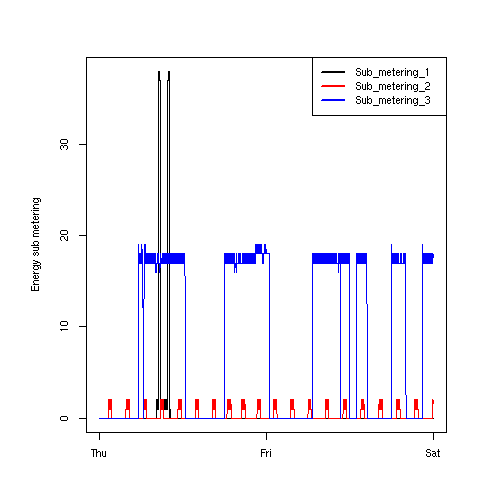 Sub_metering_1
Sub_metering_2
Sub_metering_3
Energy sub metering
30
20
10
0
Thu
Fri
Sat